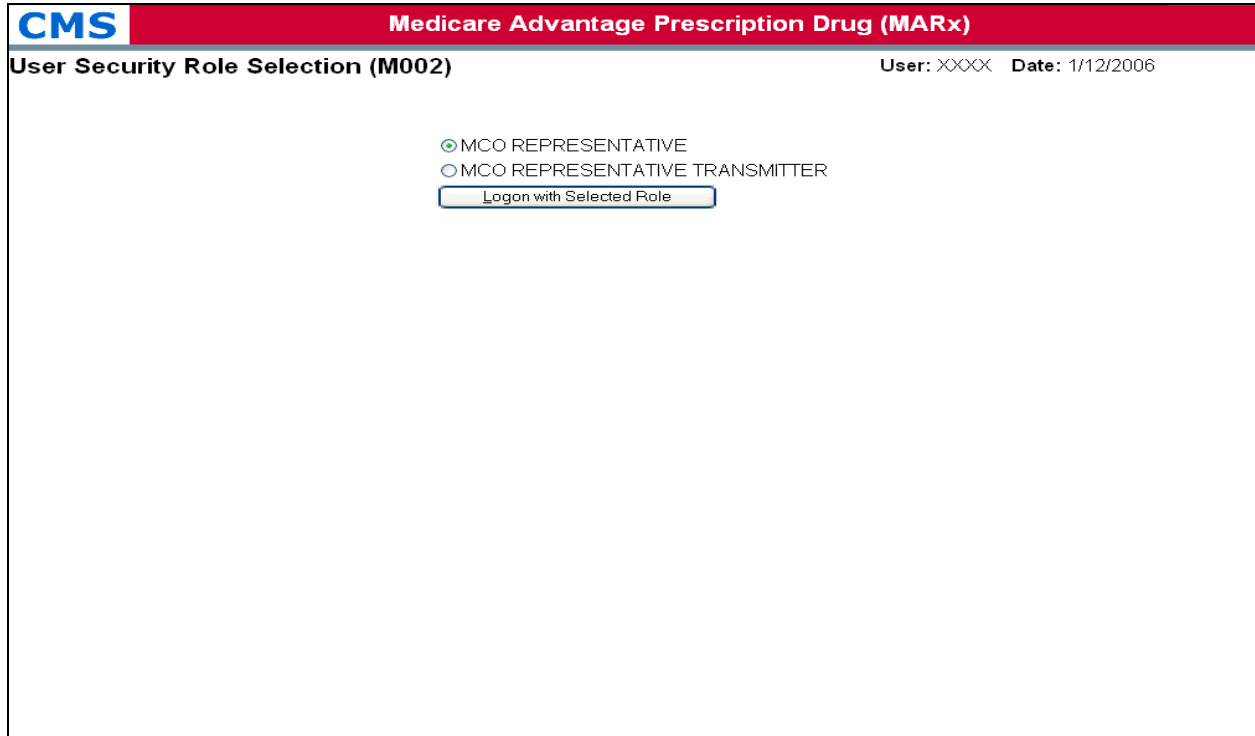 CMS
Medicare Advantage Prescription Drug (MARx)
User Security Role Selection (M002)
User: XXXX Date: 1/12/2006
MCO REPRESENTATIVE
MCO REPRESENTATIVE TRANSMITTER
Logon with Selected Role